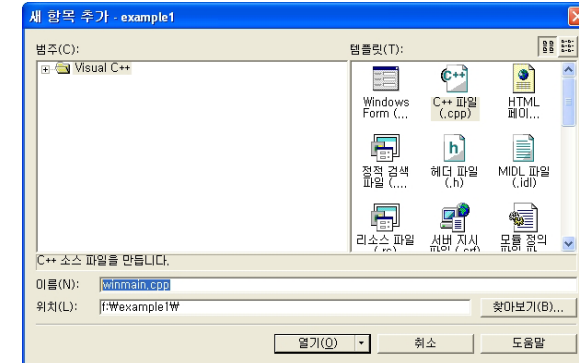 새 항목 추가 - example1
범주(C):
템플릿(T):
Visual C++
Windows Form (...
C++ 파일 (.cpp)
HTML 페이...
정적 검색 파일 (....
헤더 파일 (.h)
MIDL 파일 (.idl)
리소스 파일
서버 지시
모듈 정의
C++ 소스 파일을 만듭니다.
이름(N):
winmain.cpp
위치(L):
f:₩example1₩
찾아보기(B)...
열기(O)
취소
도움말